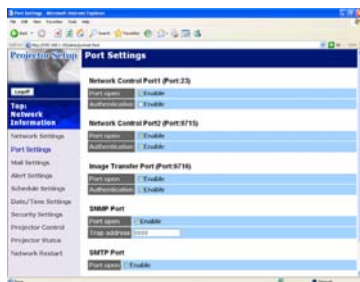 Port Settings - Microsoft Internet Explorer
Projector Setup
Port Settings
Logoff
Top:
Network
Information
Network Settings
Port Settings
Mail Settings
Alert Settings
Schedule Settings
Date/Time Settings
Security Settings
Projector Control
Projector Status
Network Restart
Network Control Port1 (Port:23)
Port open Enable
Authentication Enable
Network Control Port2 (Port:9715)
Port open Enable
Authentication Enable
Image Transfer Port (Port:9716)
Port open Enable
Authentication Enable
SNMP Port
Port open Enable
Trap address
SMTP Port
Port open Enable